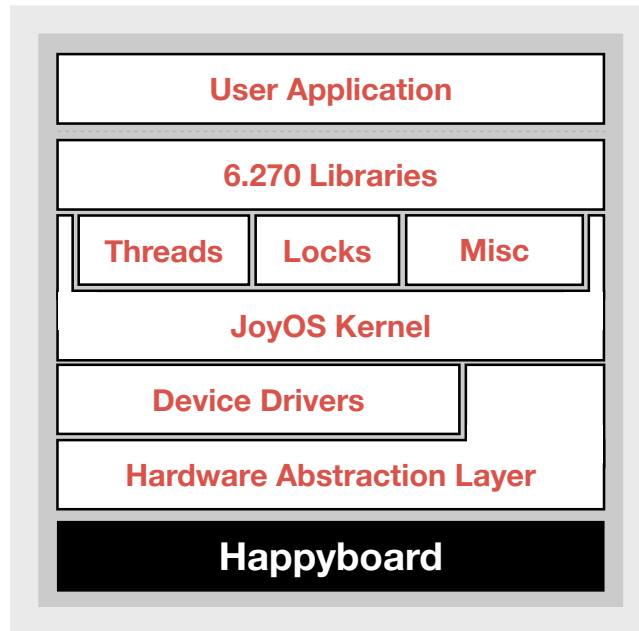 User Application
6.270 Libraries
Threads Locks Misc
JoyOS Kernel
Device Drivers
Hardware Abstraction Layer
Happyboard